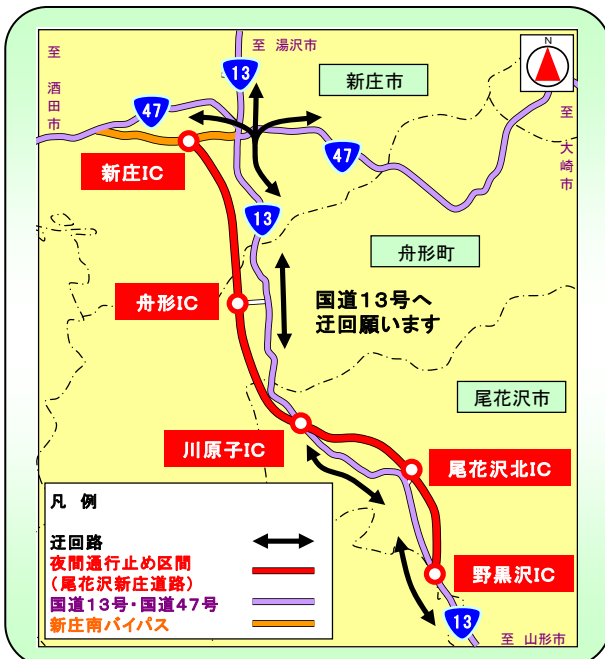 至 湯沢市
N
13
新庄市
至 酒田市
47
至 大崎市
新庄IC
47
13
舟形町
舟形IC
国道13号へ
迂回願います
尾花沢市
川原子IC
尾花沢北IC
凡 例
迂回路
夜間通行止め区間
(尾花沢新庄道路)
国道13号・国道47号
新庄南バイパス
野黒沢IC
13
至 山形市